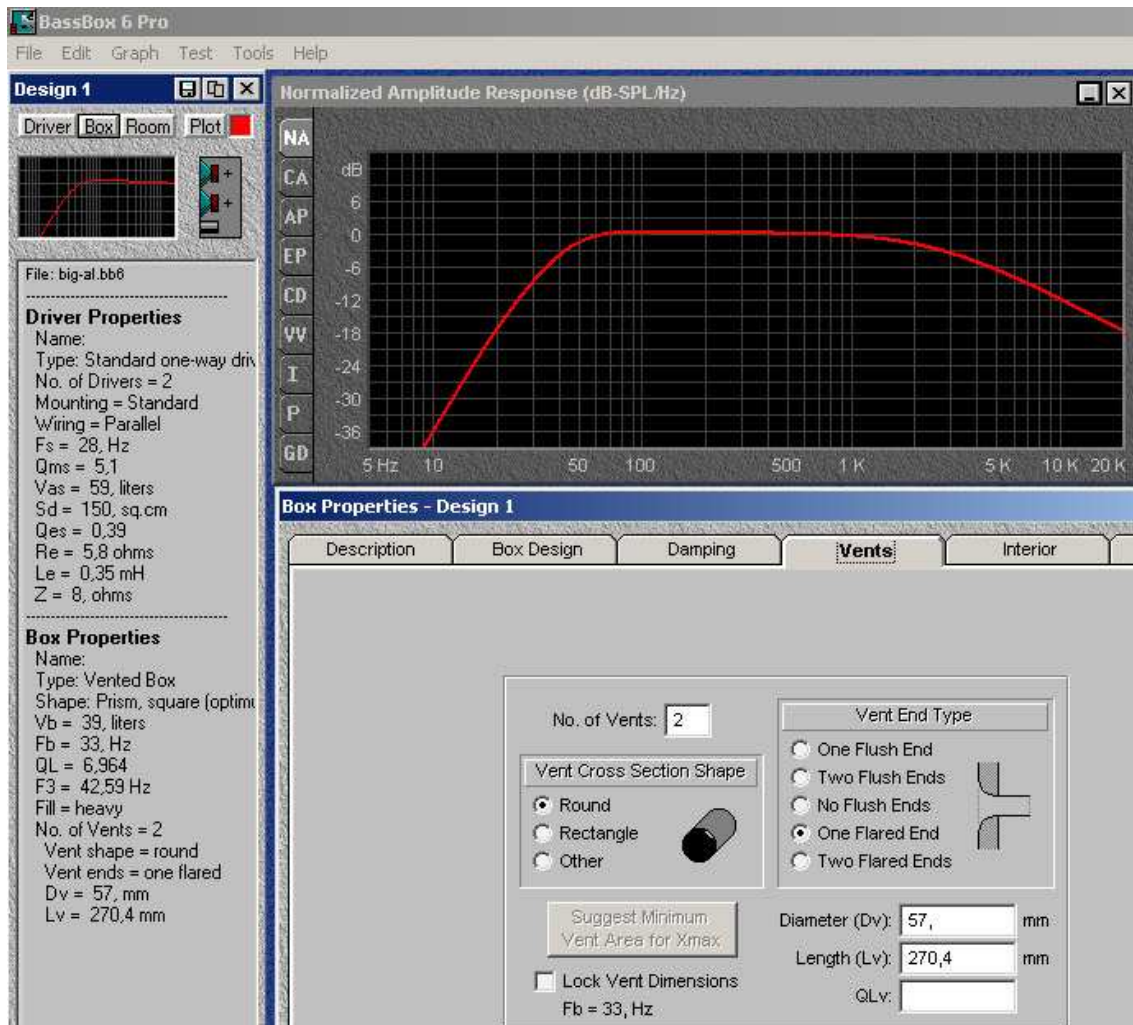 BassBox 6 Pro
File Edit Graph Test Tools Help
Design 1
Driver Box Room Plot
+
+
File: big-al.bb6
Driver Properties
Name:
Type: Standard one-way driv
No. of Drivers = 2
Mounting = Standard
Wiring = Parallel
Fs = 28, Hz
Qms = 5,1
Vas = 59, liters
Sd = 150, sq.cm
Qes = 0,39
Re = 5,8 ohms
Le = 0,35 mH
Z = 8, ohms
Box Properties
Name:
Type: Vented Box
Shape: Prism, square (optimu
Vb = 39, liters
Fb = 33, Hz
QL = 6,964
F3 = 42,59 Hz
Fill = heavy
No. of Vents = 2
Vent shape = round
Vent ends = one flared
Dv = 57, mm
Lv = 270,4 mm
Normalized Amplitude Response (dB-SPL/Hz)
NA
CA
AP
EP
CD
VV
I
P
GD
dB
6
0
-6
-12
-18
-24
-30
-36
5 Hz 10 50 100 500 1 K 5 K 10 K 20 K
Box Properties - Design 1
Description Box Design Damping Vents Interior
No. of Vents: 2
Vent Cross Section Shape
Round
Rectangle
Other
Vent End Type
One Flush End
Two Flush Ends
No Flush Ends
One Flared End
Two Flared Ends
Suggest Minimum
Vent Area for Xmax
Lock Vent Dimensions
Fb = 33, Hz
Diameter (Dv): 57, mm
Length (Lv): 270,4 mm
QLv: